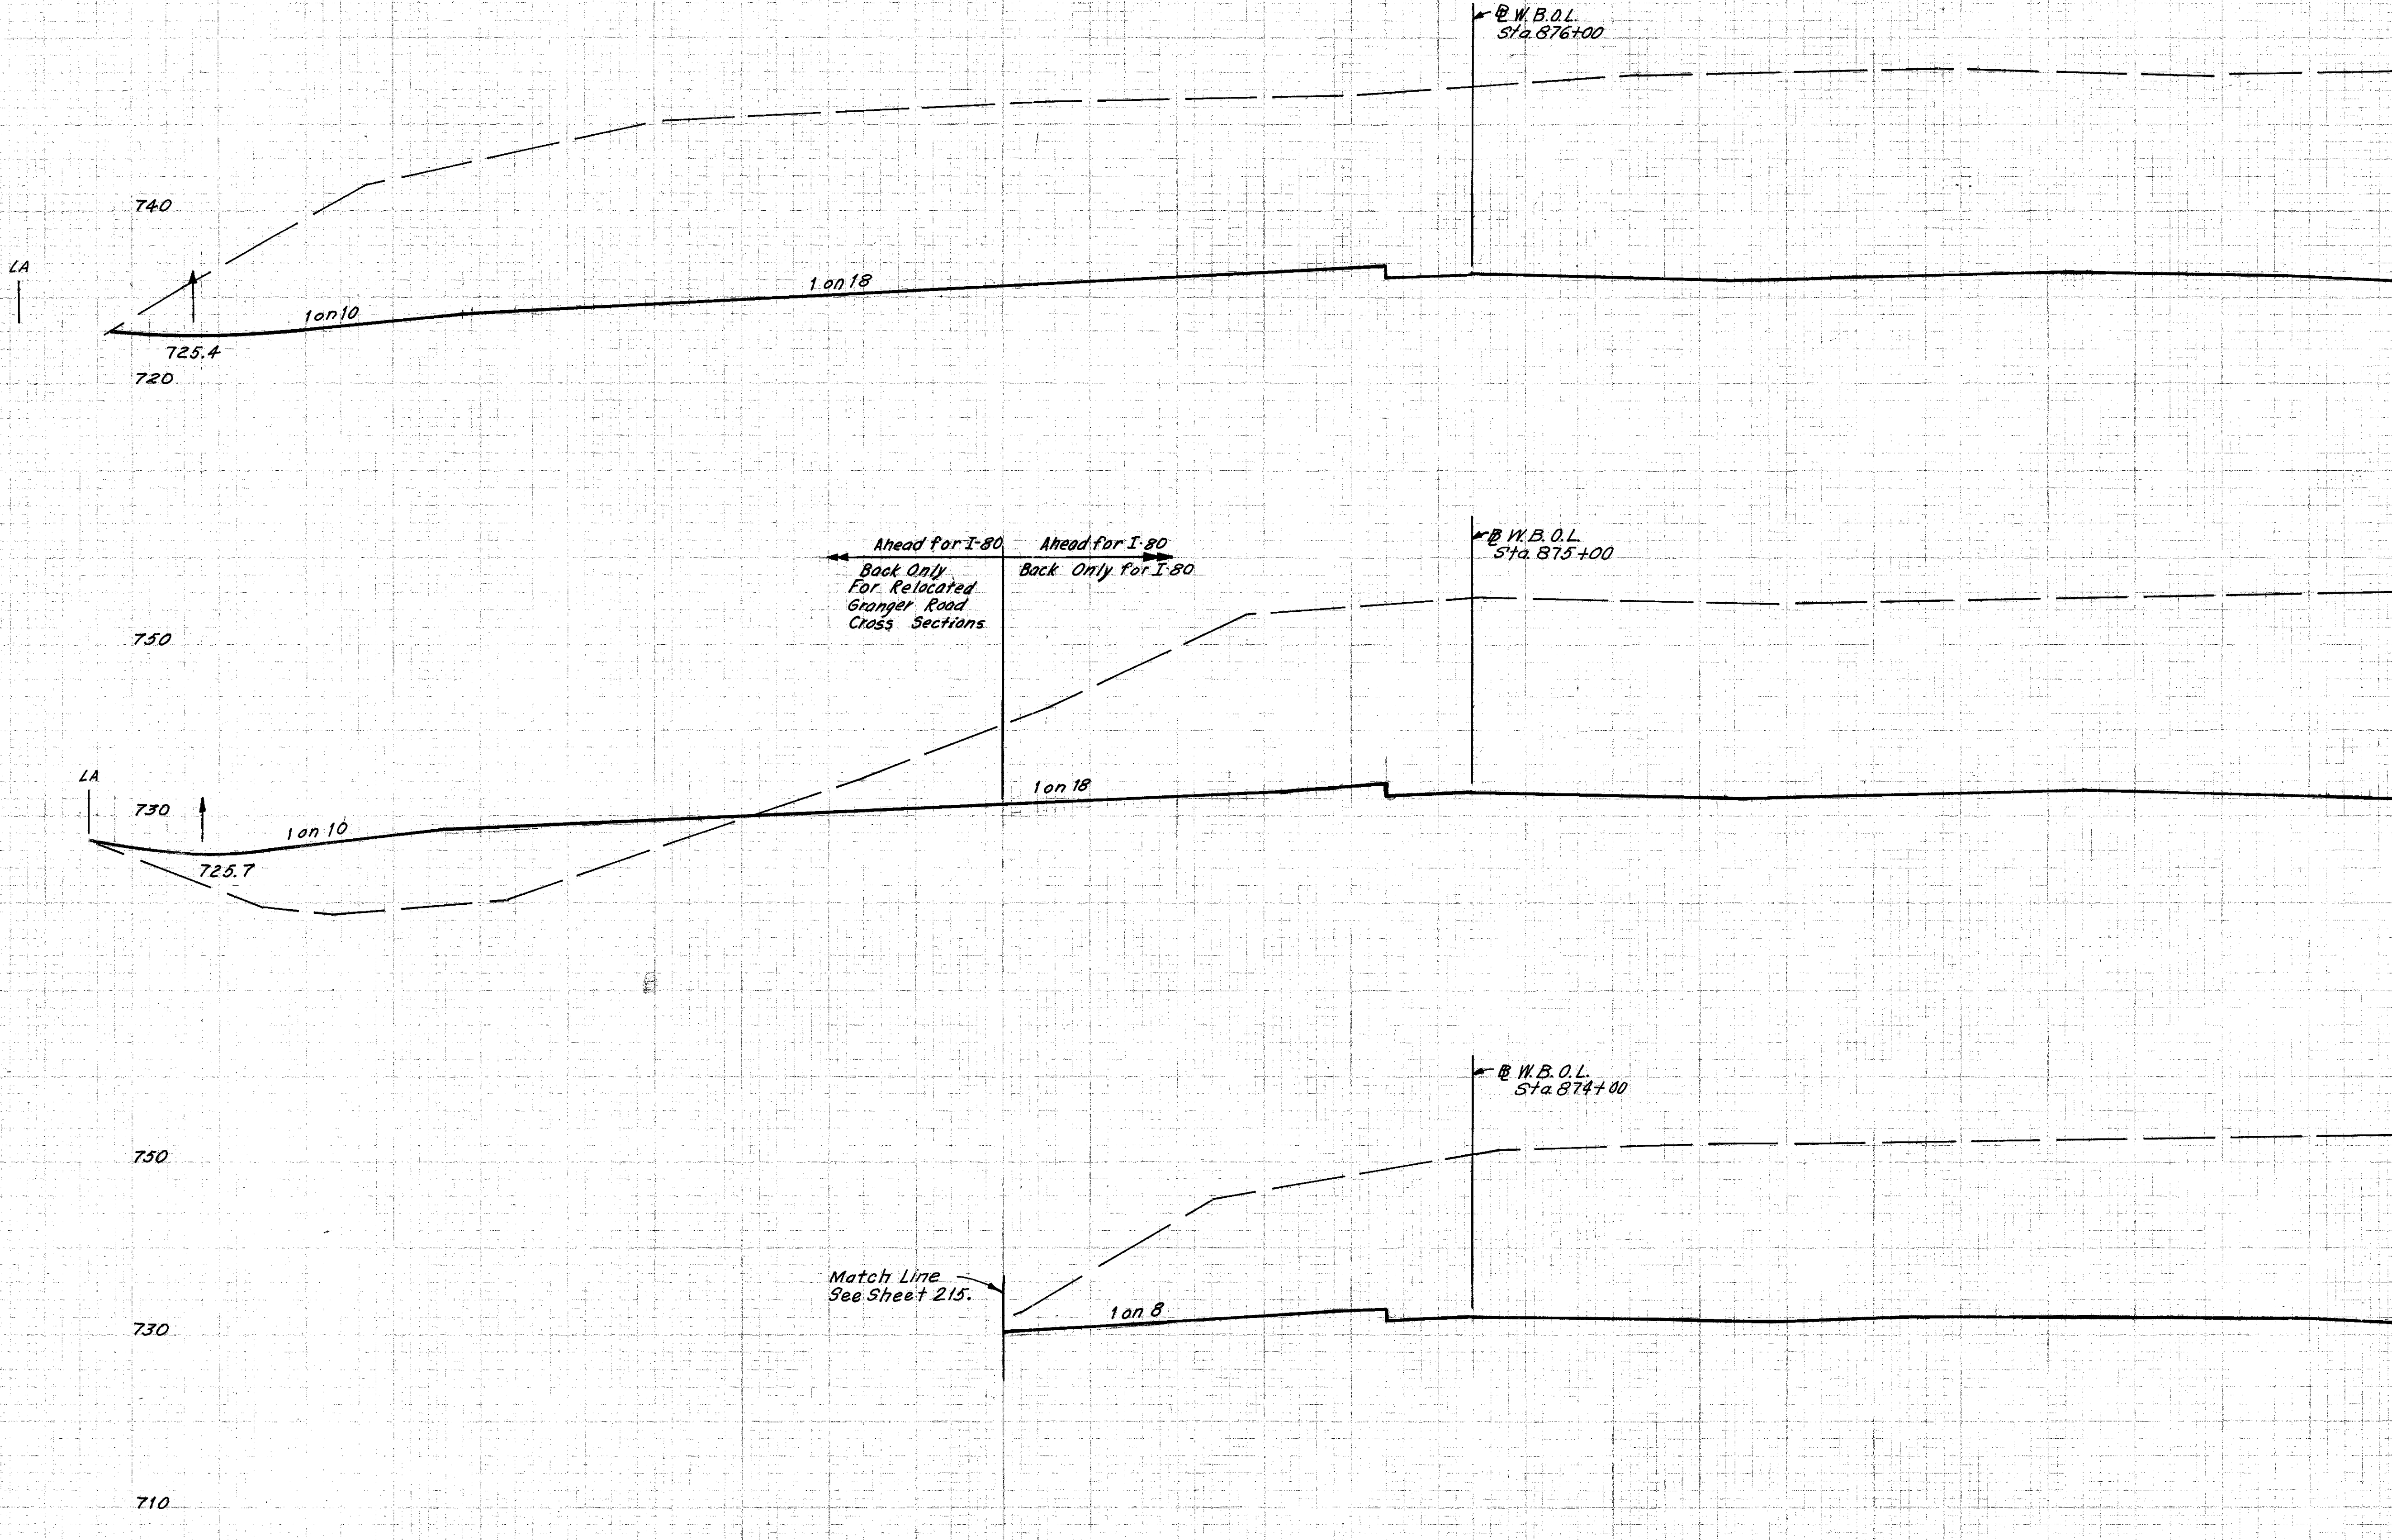 ℄ W.B.O.L.
Sta. 876+00
740
LA
1 on 18
1 on 10
725.4
720
Ahead for I-80
Ahead for I-80
Back Only
For Relocated
Granger Road
Cross Sections
Back Only for I-80
℄ W.B.O.L.
Sta. 875+00
750
LA
730
1 on 18
1 on 10
725.7
℄ W.B.O.L.
Sta. 874+00
750
Match Line
See Sheet 215.
1 on 8
730
710